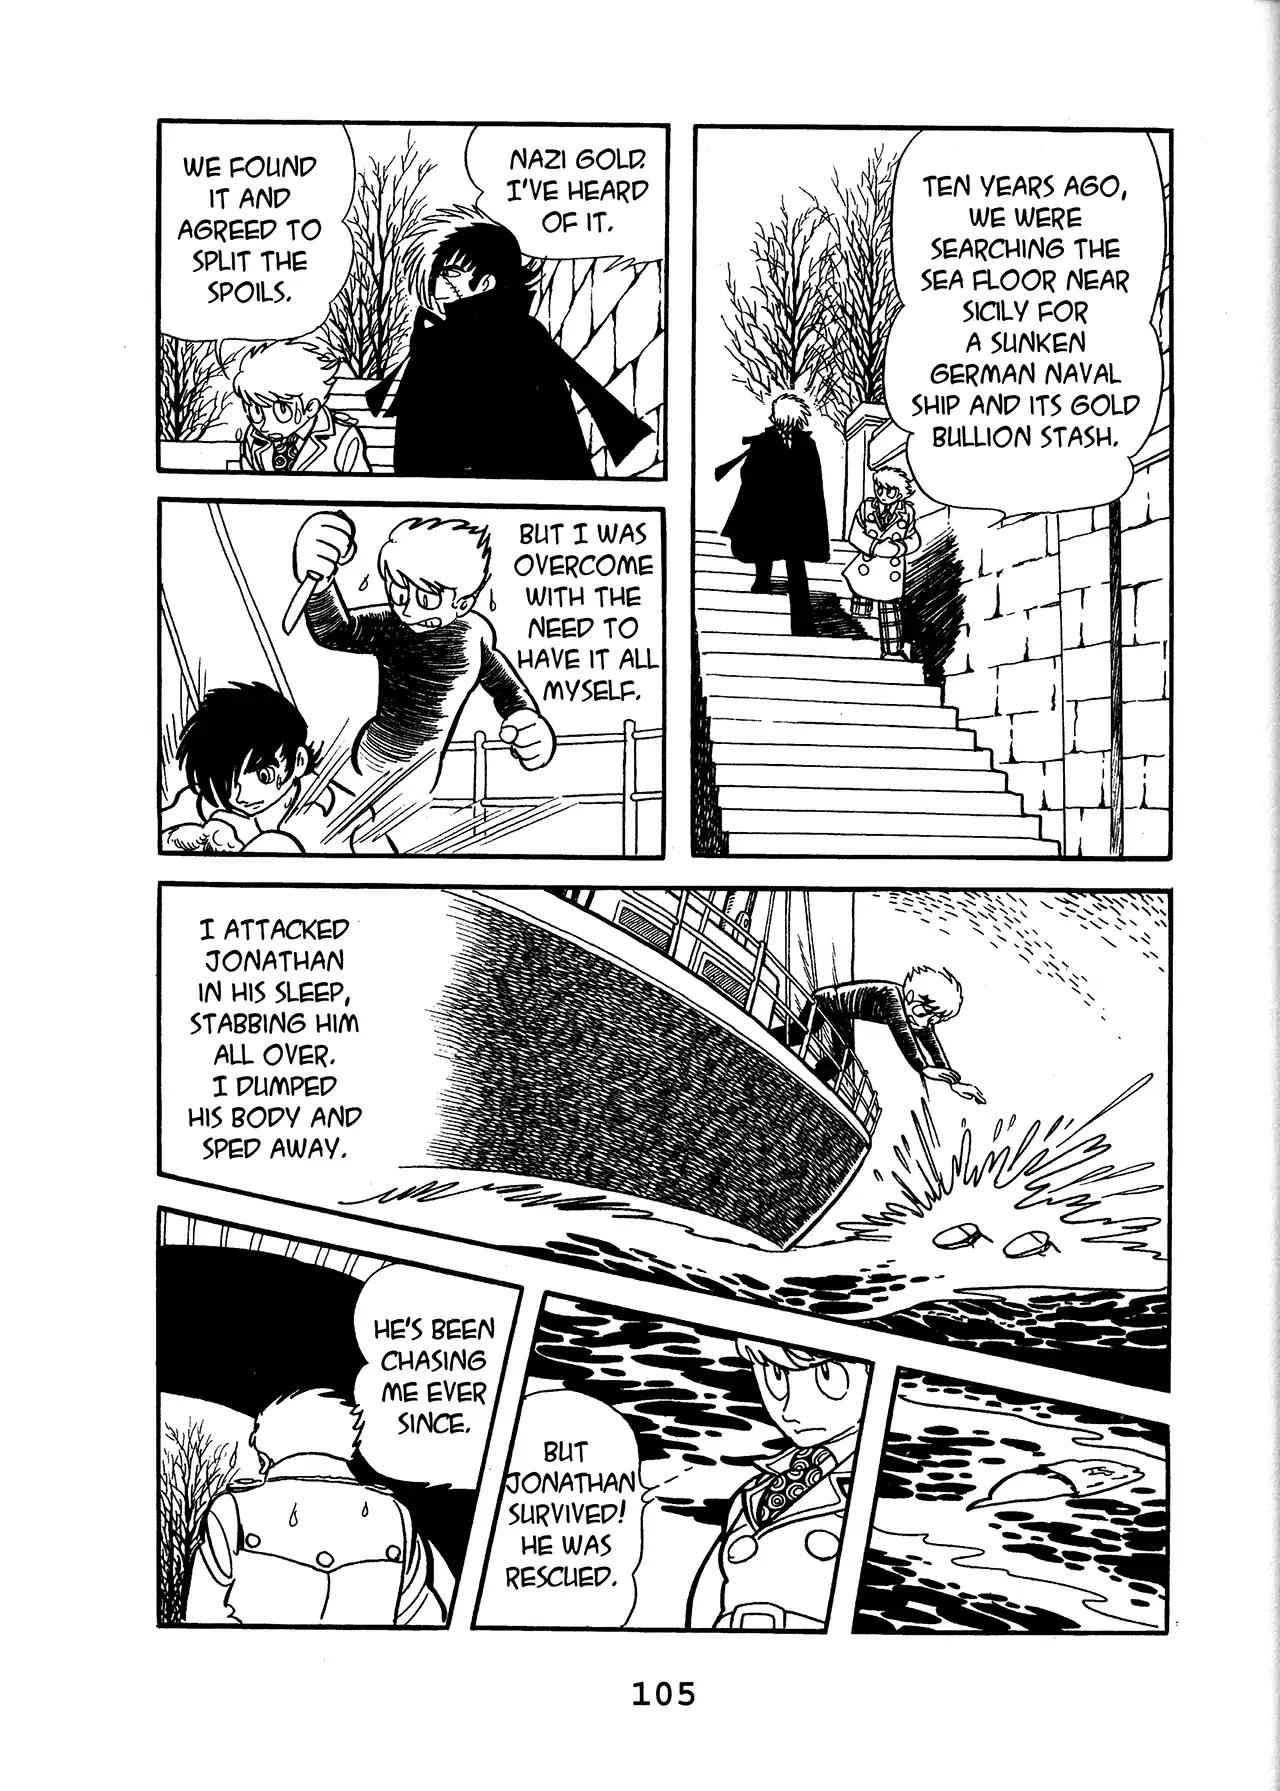 TEN YEARS AGO,
WE WERE
SEARCHING THE
SEA FLOOR NEAR
SICILY FOR
A SUNKEN
GERMAN NAVAL
SHIP AND ITS GOLD
BULLION STASH.
NAZI GOLD.
I'VE HEARD
OF IT.
WE FOUND
IT AND
AGREED TO
SPLIT THE
SPOILS.
BUT I WAS
OVERCOME
WITH THE
NEED TO
HAVE IT ALL
MYSELF.
I ATTACKED
JONATHAN
IN HIS SLEEP,
STABBING HIM
ALL OVER.
I DUMPED
HIS BODY AND
SPED AWAY.
BUT
JONATHAN
SURVIVED!
HE WAS
RESCUED.
HE'S BEEN
CHASING
ME EVER
SINCE.
105